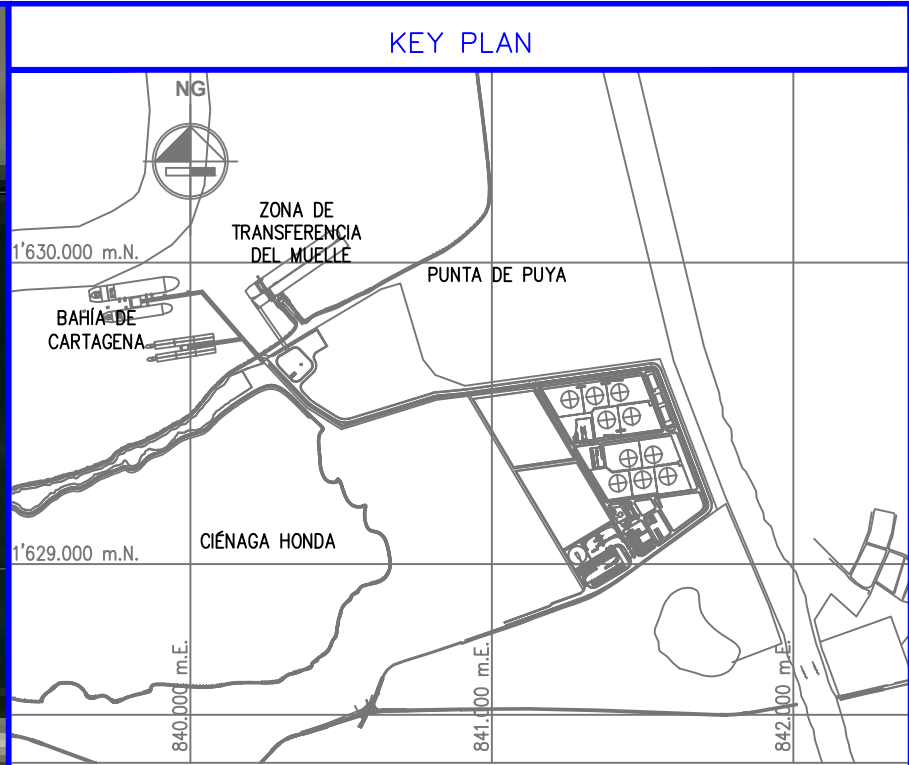 KEY PLAN
NG
ZONA DE
TRANSFERENCIA
DEL MUELLE
1'630.000 m.N.
PUNTA DE PUYA
BAHÍA DE
CARTAGENA
CIÉNAGA HONDA
1'629.000 m.N.
840.000 m.E.
841.000 m.E.
842.000 m.E.